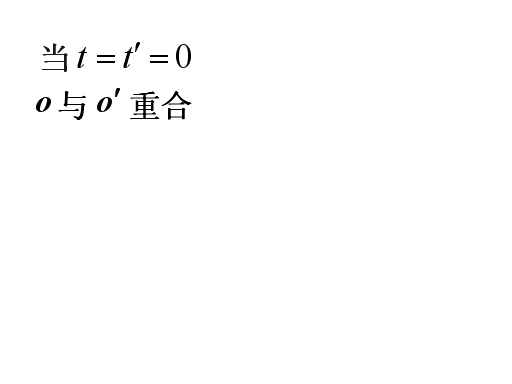 当 t = t′ = 0
o 与 o′ 重合